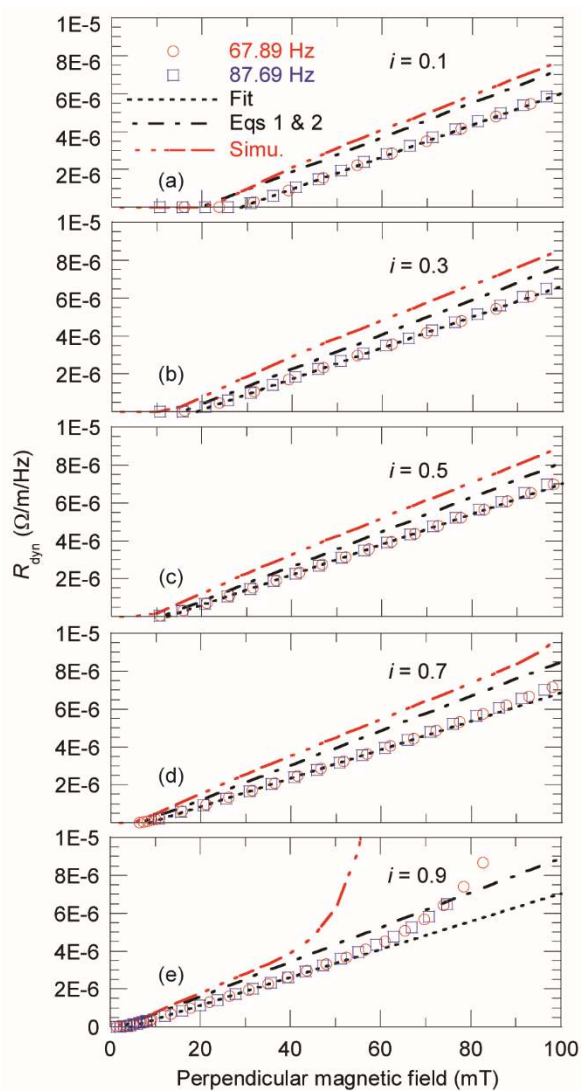 1E-5
67.89 Hz
i = 0.1
8E-6
87.69 Hz
6E-6
Fit
4E-6
Eqs 1 & 2
2E-6
Simu.
(a)
1E-5
8E-6
i = 0.3
6E-6
4E-6
2E-6
(b)
R_dyn (Ω/m/Hz)
1E-5
8E-6
i = 0.5
6E-6
4E-6
2E-6
(c)
1E-5
8E-6
i = 0.7
6E-6
4E-6
2E-6
(d)
1E-5
8E-6
i = 0.9
6E-6
4E-6
2E-6
(e)
0
0 20 40 60 80 100
Perpendicular magnetic field (mT)